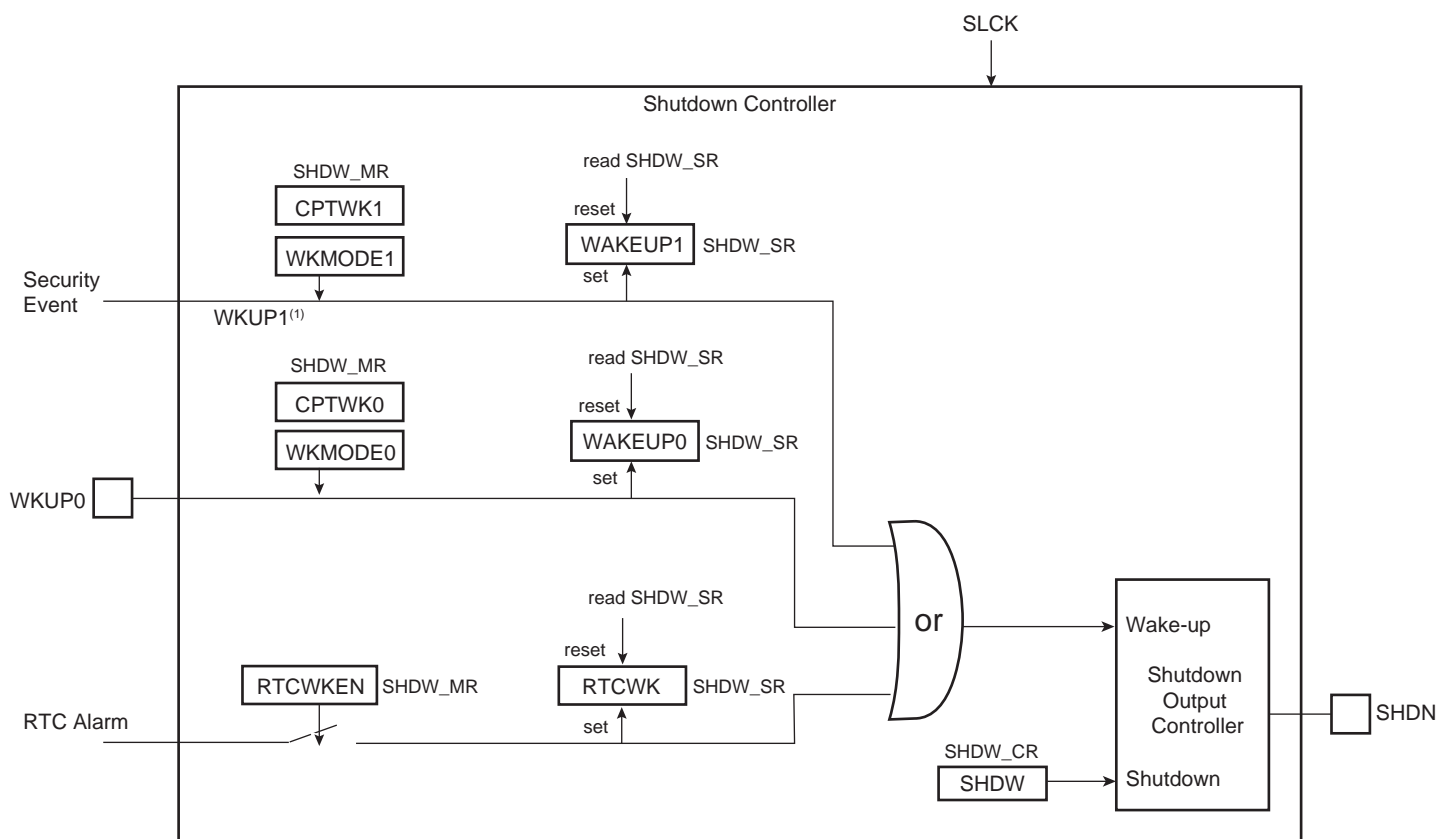 SLCK
Shutdown Controller
SHDW_MR
CPTWK1
WKMODE1
read SHDW_SR
reset
WAKEUP1
SHDW_SR
set
Security
Event
WKUP1(1)
SHDW_MR
CPTWK0
WKMODE0
read SHDW_SR
reset
WAKEUP0
SHDW_SR
set
WKUP0
read SHDW_SR
reset
RTCWKEN
SHDW_MR
RTCWK
SHDW_SR
set
RTC Alarm
or
Wake-up
Shutdown
Output
Controller
SHDN
SHDW_CR
SHDW
Shutdown